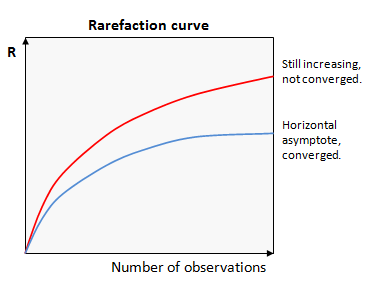 Rarefaction curve
R
Still increasing,
not converged.
Horizontal
asymptote,
converged.
Number of observations